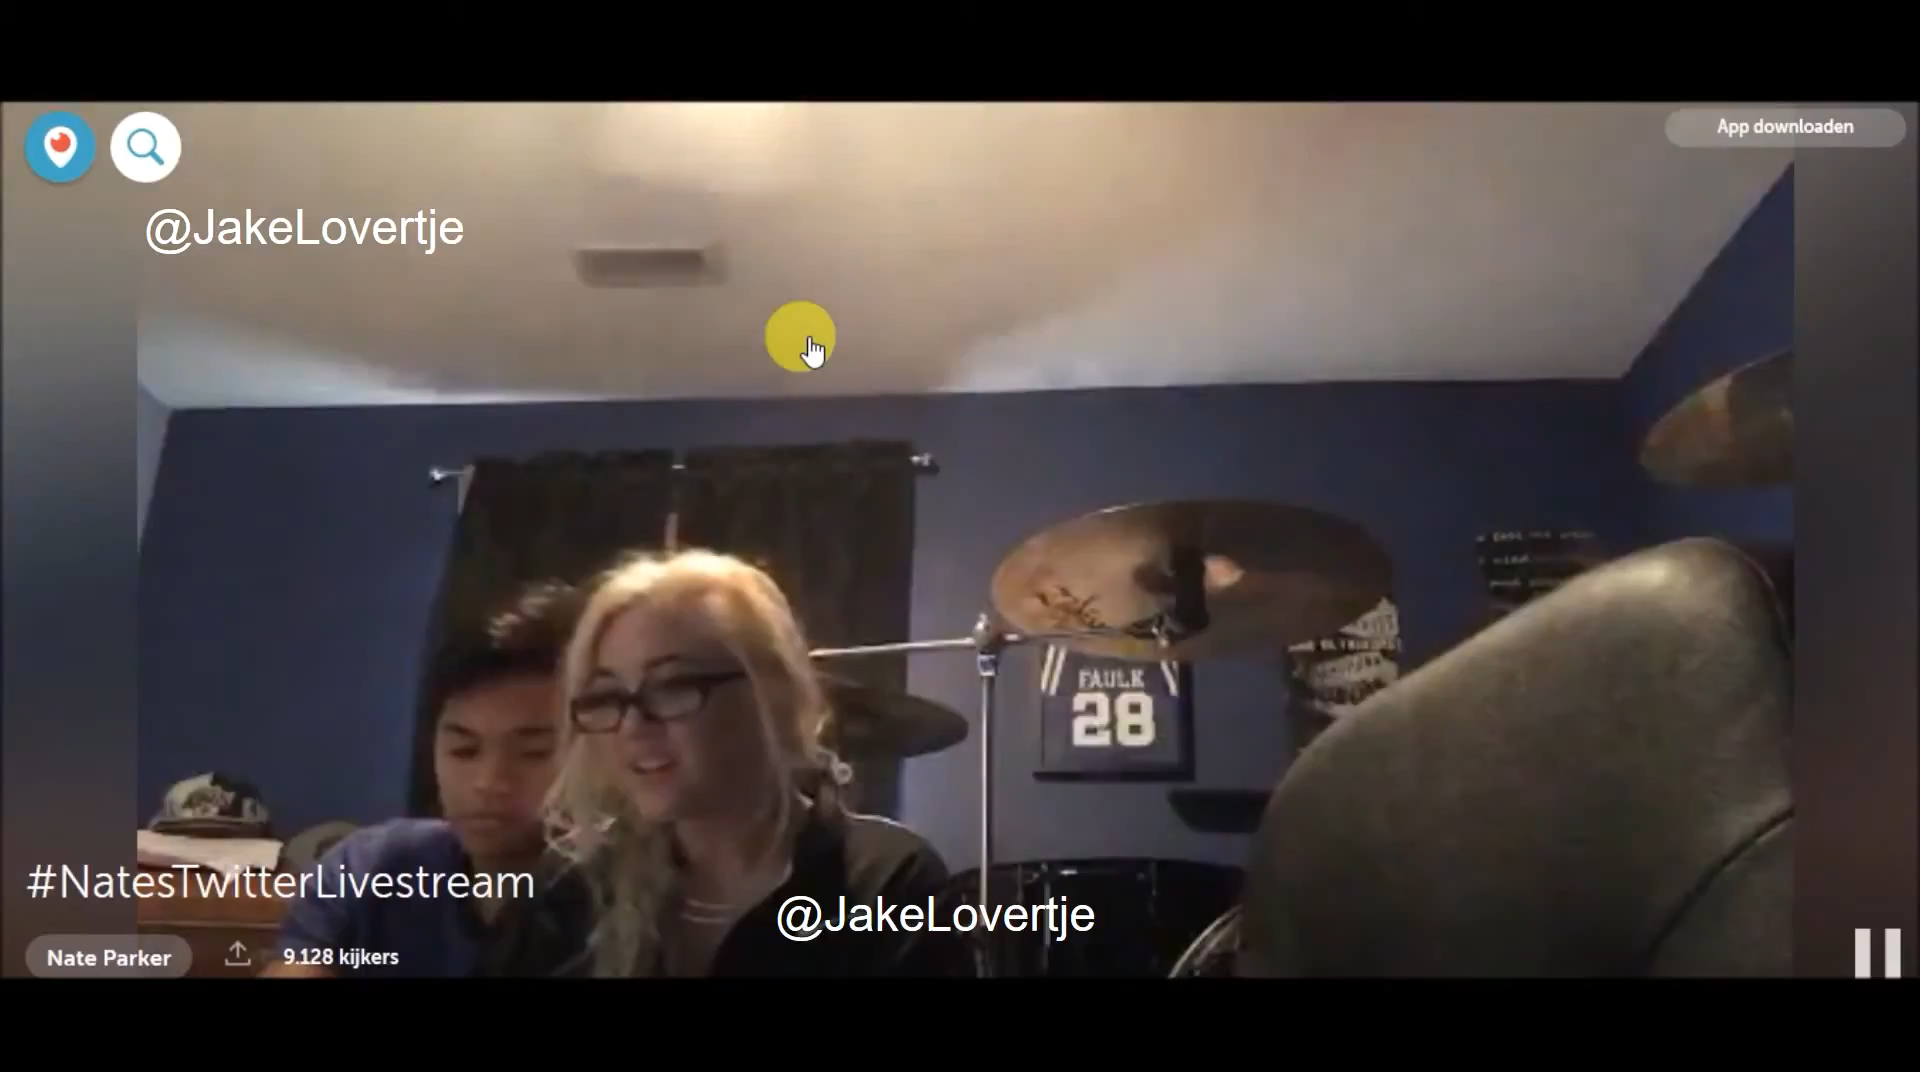 App downloaden
@JakeLovertje
FAULK
28
#NatesTwitterLivestream
@JakeLovertje
Nate Parker
9.128 kijkers